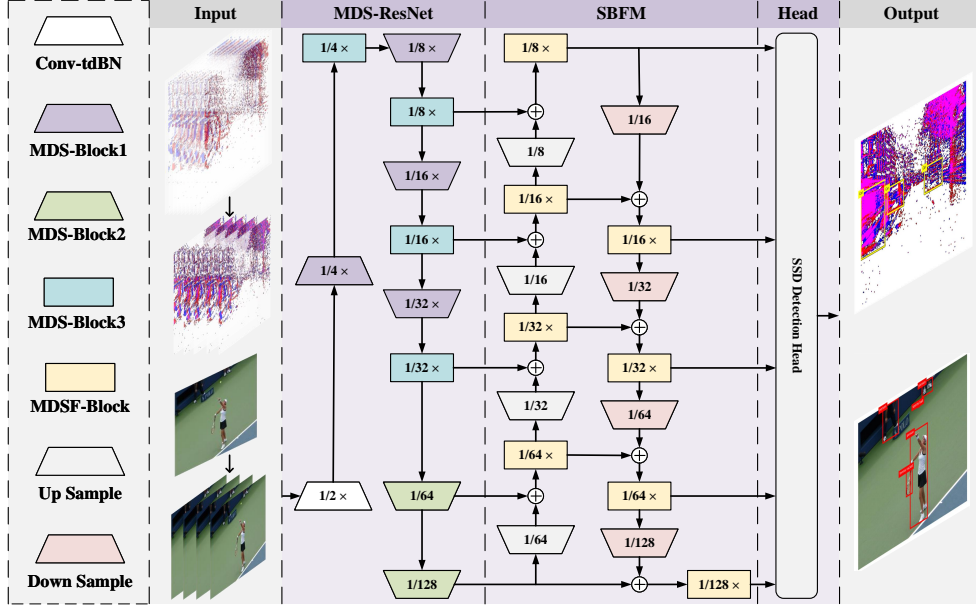 Input
MDS-ResNet
SBFM
Head
Output
Conv-tdBN
MDS-Block1
MDS-Block2
MDS-Block3
MDSF-Block
Up Sample
Down Sample
1/4 ×
1/4 ×
1/2 ×
1/8 ×
1/8 ×
1/16 ×
1/16 ×
1/32 ×
1/32 ×
1/64
1/128
1/8 ×
1/8
1/16 ×
1/16
1/32 ×
1/32
1/64 ×
1/64
1/16
1/16 ×
1/32
1/32 ×
1/64
1/64 ×
1/128
1/128 ×
SSD Detection Head